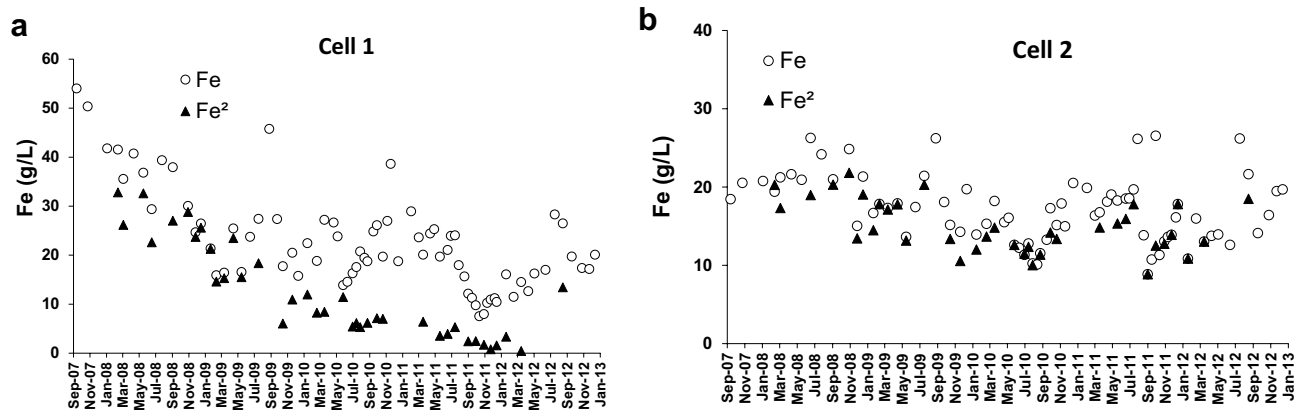 a
Cell 1
Fe (g/L)
60
50
40
30
20
10
0
Fe
Fe²
Sep-07
Nov-07
Jan-08
Mar-08
May-08
Jul-08
Sep-08
Nov-08
Jan-09
Mar-09
May-09
Jul-09
Sep-09
Nov-09
Jan-10
Mar-10
May-10
Jul-10
Sep-10
Nov-10
Jan-11
Mar-11
May-11
Jul-11
Sep-11
Nov-11
Jan-12
Mar-12
May-12
Jul-12
Sep-12
Nov-12
Jan-13
b
Cell 2
Fe (g/L)
40
30
20
10
0
Fe
Fe²
Sep-07
Nov-07
Jan-08
Mar-08
May-08
Jul-08
Sep-08
Nov-08
Jan-09
Mar-09
May-09
Jul-09
Sep-09
Nov-09
Jan-10
Mar-10
May-10
Jul-10
Sep-10
Nov-10
Jan-11
Mar-11
May-11
Jul-11
Sep-11
Nov-11
Jan-12
Mar-12
May-12
Jul-12
Sep-12
Nov-12
Jan-13